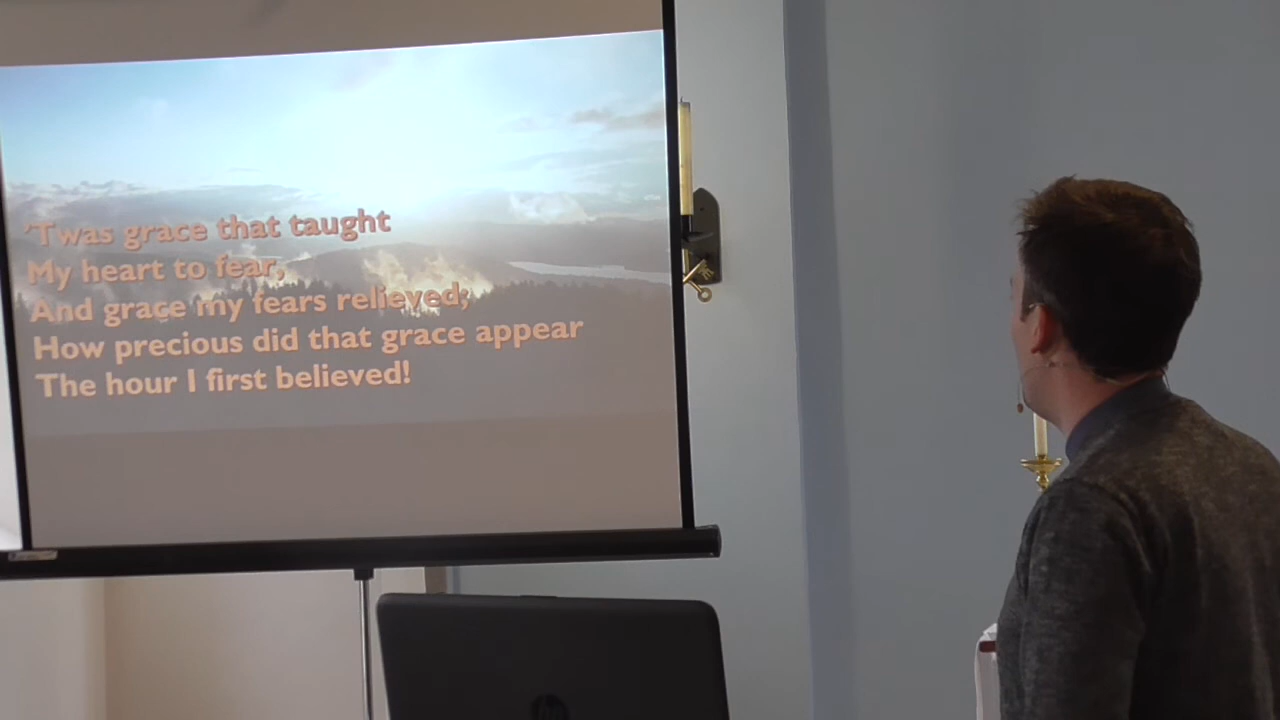 'Twas grace that taught
My heart to fear,
And grace my fears relieved;
How precious did that grace appear
The hour I first believed!
hp